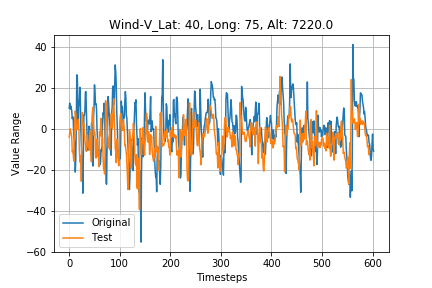 Wind-V_Lat: 40, Long: 75, Alt: 7220.0
40
20
0
−20
−40
−60
Value Range
Original
Test
0 100 200 300 400 500 600
Timesteps